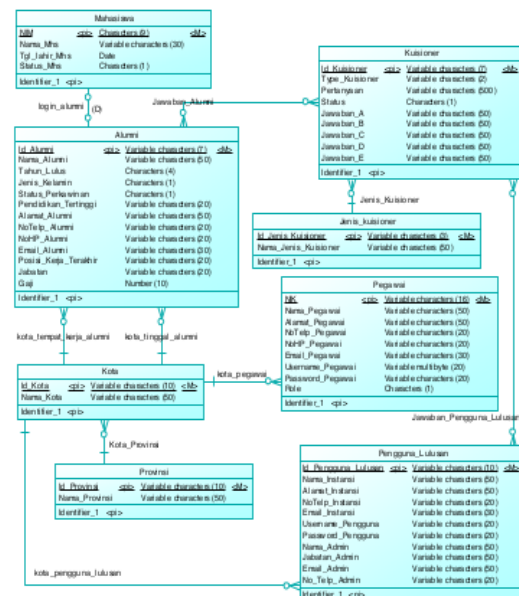 Mahasiswa
NIM <pi> Characters (9) <M>
Nama_Mhs Variable characters (30)
Tgl_lahir_Mhs Date
Status_Mhs Characters (1)
Identifier_1 <pi>
login_alumni
(D)
Jawaban_Alumni
Alumni
Id_Alumni <pi> Variable characters (7) <M>
Nama_Alumni Variable characters (50)
Tahun_Lulus Characters (4)
Jenis_Kelamin Characters (1)
Status_Perkawinan Characters (1)
Pendidikan_Tertinggi Variable characters (20)
Alamat_Alumni Variable characters (50)
NoTelp_Alumni Variable characters (20)
NoHP_Alumni Variable characters (20)
Email_Alumni Variable characters (30)
Posisi_Kerja_Terakhir Variable characters (20)
Jabatan Variable characters (20)
Gaji Number (10)
Identifier_1 <pi>
kota_tempat_kerja_alumni
kota_tinggal_alumni
Kota
Id_Kota <pi> Variable characters (10) <M>
Nama_Kota Variable characters (50)
Identifier_1 <pi>
Kota_Provinsi
Provinsi
Id_Provinsi <pi> Variable characters (10) <M>
Nama_Provinsi Variable characters (50)
Identifier_1 <pi>
kota_pengguna_lulusan
Kuisioner
Id_Kuisioner <pi> Variable characters (7) <M>
Type_Kuisioner Variable characters (2)
Pertanyaan Variable characters (500)
Status Characters (1)
Jawaban_A Variable characters (50)
Jawaban_B Variable characters (50)
Jawaban_C Variable characters (50)
Jawaban_D Variable characters (50)
Jawaban_E Variable characters (50)
Identifier_1 <pi>
Jenis_Kuisioner
Jenis_kuisioner
Id_Jenis_Kuisioner <pi> Variable characters (3) <M>
Nama_Jenis_Kuisioner Variable characters (50)
Identifier_1 <pi>
Pegawai
NIK <pi> Variable characters (16) <M>
Nama_Pegawai Variable characters (50)
Alamat_Pegawai Variable characters (50)
NoTelp_Pegawai Variable characters (20)
NoHP_Pegawai Variable characters (20)
Email_Pegawai Variable characters (30)
Username_Pegawai Variable multibyte (20)
Password_Pegawai Variable characters (20)
Role Characters (1)
Identifier_1 <pi>
kota_pegawai
Jawaban_Pengguna_Lulusan
Pengguna_Lulusan
Id_Pengguna_Lulusan <pi> Variable characters (10) <M>
Nama_Instansi Variable characters (50)
Alamat_Instansi Variable characters (50)
NoTelp_Instansi Variable characters (20)
Email_Instansi Variable characters (30)
Username_Pengguna Variable characters (20)
Password_Pengguna Variable characters (20)
Nama_Admin Variable characters (50)
Jabatan_Admin Variable characters (50)
Email_Admin Variable characters (50)
No_Telp_Admin Variable characters (20)
Identifier_1 <pi>